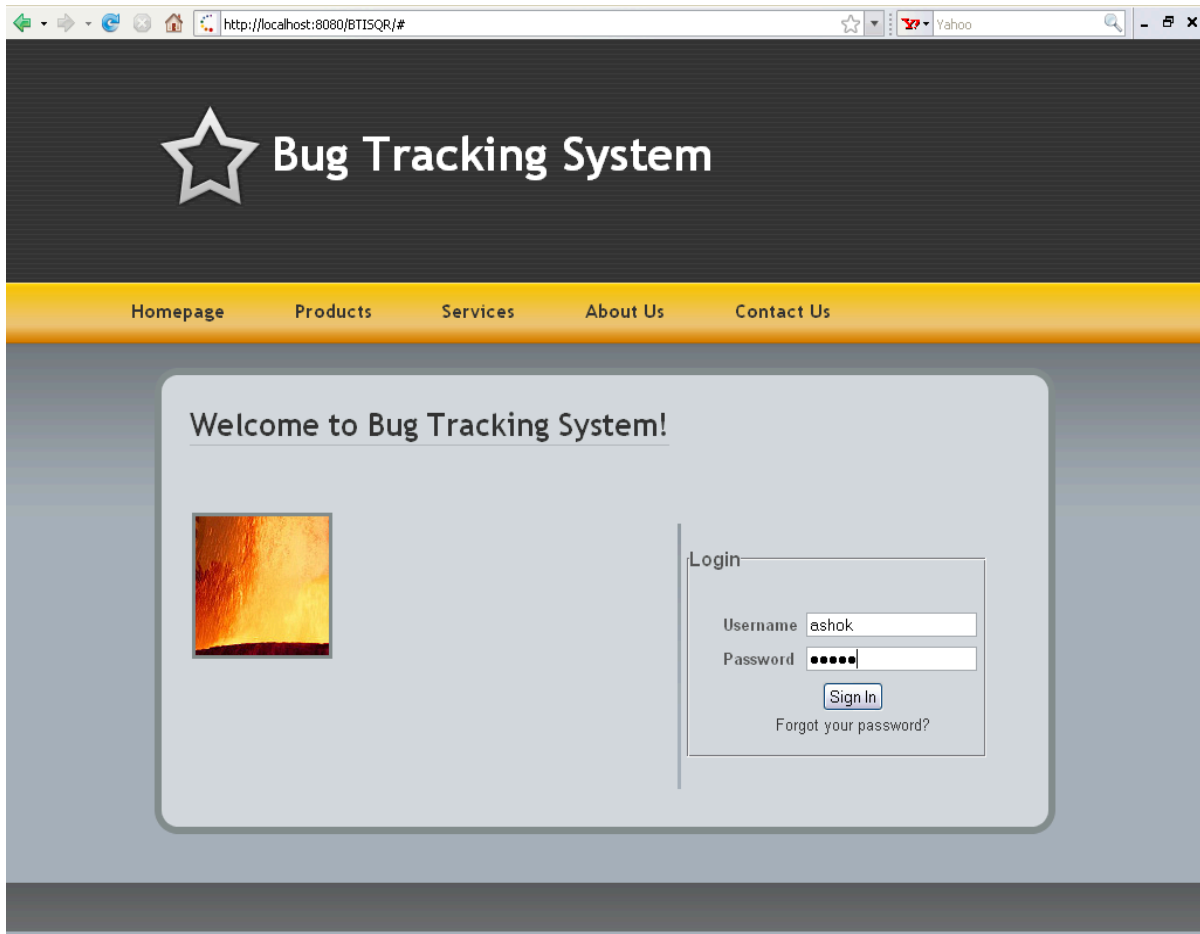 http://localhost:8080/BTISQR/#
Yahoo
Bug Tracking System
Homepage Products Services About Us Contact Us
Welcome to Bug Tracking System!
Login
Username ashok
Password •••••
Sign In
Forgot your password?